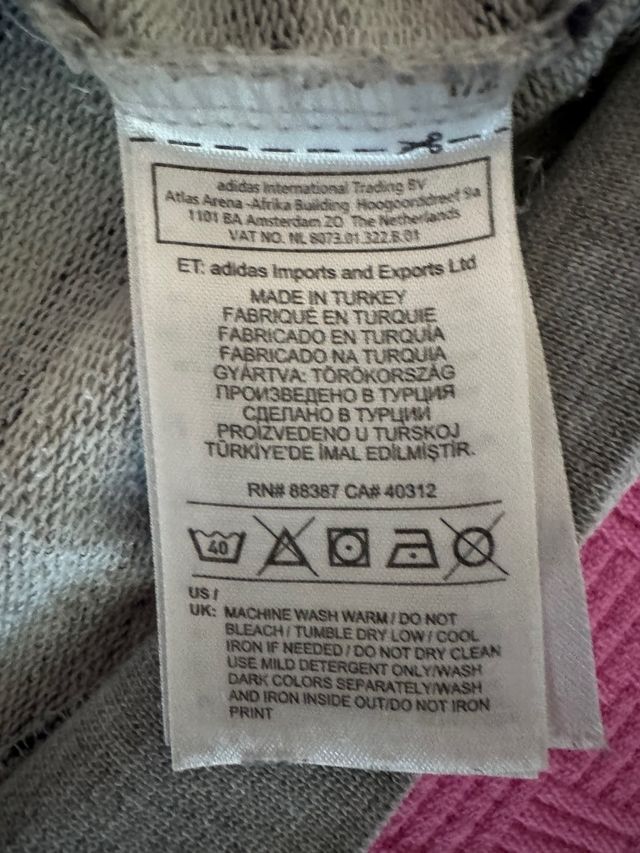 adidas International Trading BV
Atlas Arena -Afrika Building Hoogoorddreef 9a
1101 BA Amsterdam ZO The Netherlands
VAT NO. NL 8073.01.322.B.01
ET: adidas Imports and Exports Ltd
MADE IN TURKEY
FABRIQUÉ EN TURQUIE
FABRICADO EN TURQUÍA
FABRICADO NA TURQUIA
GYÁRTVA: TÖRÖKORSZÁG
ПРОИЗВЕДЕНО В ТУРЦИЯ
СДЕЛАНО В ТУРЦИИ
PROIZVEDENO U TURSKOJ
TÜRKİYE'DE İMAL EDİLMİŞTİR.
RN# 88387 CA# 40312
40
US /
UK: MACHINE WASH WARM / DO NOT
BLEACH / TUMBLE DRY LOW / COOL
IRON IF NEEDED / DO NOT DRY CLEAN
USE MILD DETERGENT ONLY/WASH
DARK COLORS SEPARATELY/WASH
AND IRON INSIDE OUT/DO NOT IRON
PRINT